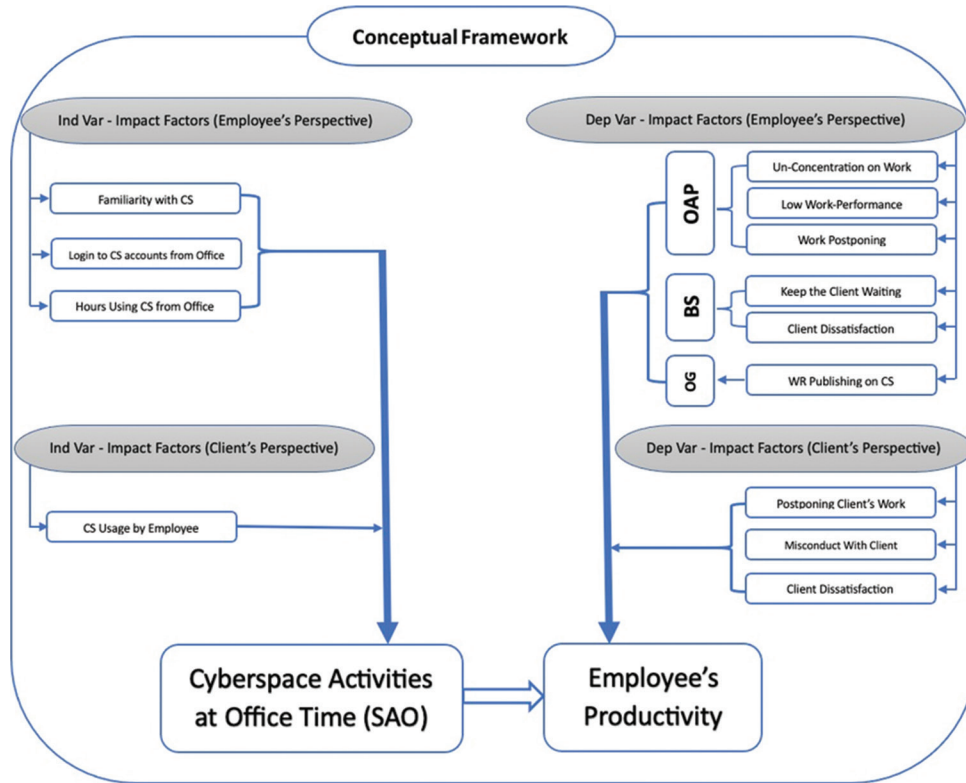 Conceptual Framework
Ind Var - Impact Factors (Employee's Perspective)
Familiarity with CS
Login to CS accounts from Office
Hours Using CS from Office
Ind Var - Impact Factors (Client's Perspective)
CS Usage by Employee
Dep Var - Impact Factors (Employee's Perspective)
OAP
Un-Concentration on Work
Low Work-Performance
Work Postponing
BS
Keep the Client Waiting
Client Dissatisfaction
OG
WR Publishing on CS
Dep Var - Impact Factors (Client's Perspective)
Postponing Client's Work
Misconduct With Client
Client Dissatisfaction
Cyberspace Activities
at Office Time (SAO)
Employee's
Productivity